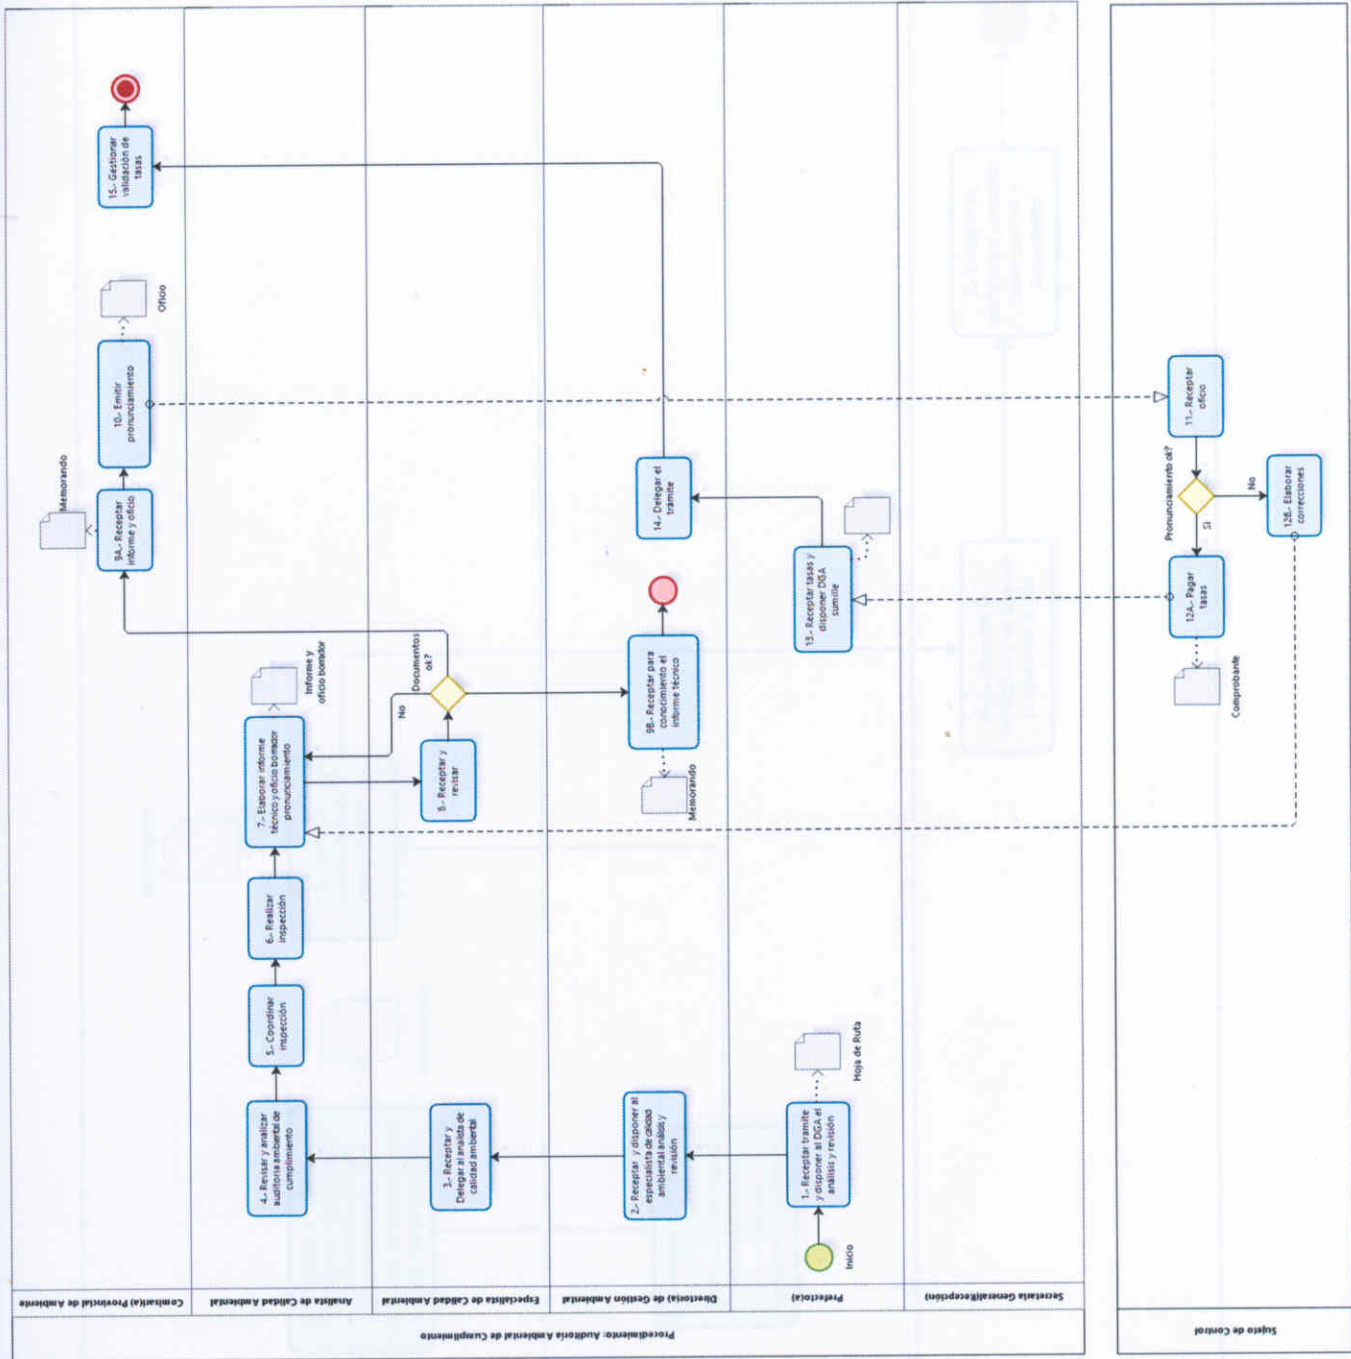 Procedimiento: Auditoria Ambiental de Cumplimiento
Comisari(a) Provincial de Ambiente
Analista de Calidad Ambiental
Especialista de Calidad Ambiental
Director(a) de Gestión Ambiental
Prefecto(a)
Secretaria General(Recepción)
Sujeto de Control
Inicio
1.- Receptar tramite
y disponer al DGA el
análisis y revisión
Hoja de Ruta
2.- Receptar y disponer al
especialista de calidad
ambiental análisis y
revisión
3.- Receptar y
Delegar al analista de
calidad ambiental
4.- Revisar y analizar
auditoria ambiental de
cumplimiento
5.- Coordinar
inspección
6.- Realizar
inspección
7.- Elaborar informe
técnico y oficio borrador
pronunciamiento
Informe y
oficio borrador
8.- Receptar y
revisar
Documentos
ok?
No
9A.- Receptar
informe y oficio
Memorando
9B.- Receptar para
conocimiento el
informe técnico
Memorando
10.- Emitir
pronunciamiento
Oficio
11.- Receptar
oficio
Pronunciamiento ok?
Si
No
12A.- Pagar
tasas
Comprobante
12B.- Elaborar
correcciones
13.- Receptar tasas y
disponer DGA
sumille
14.- Delegar el
trámite
15.- Gestionar
validación de
tasas